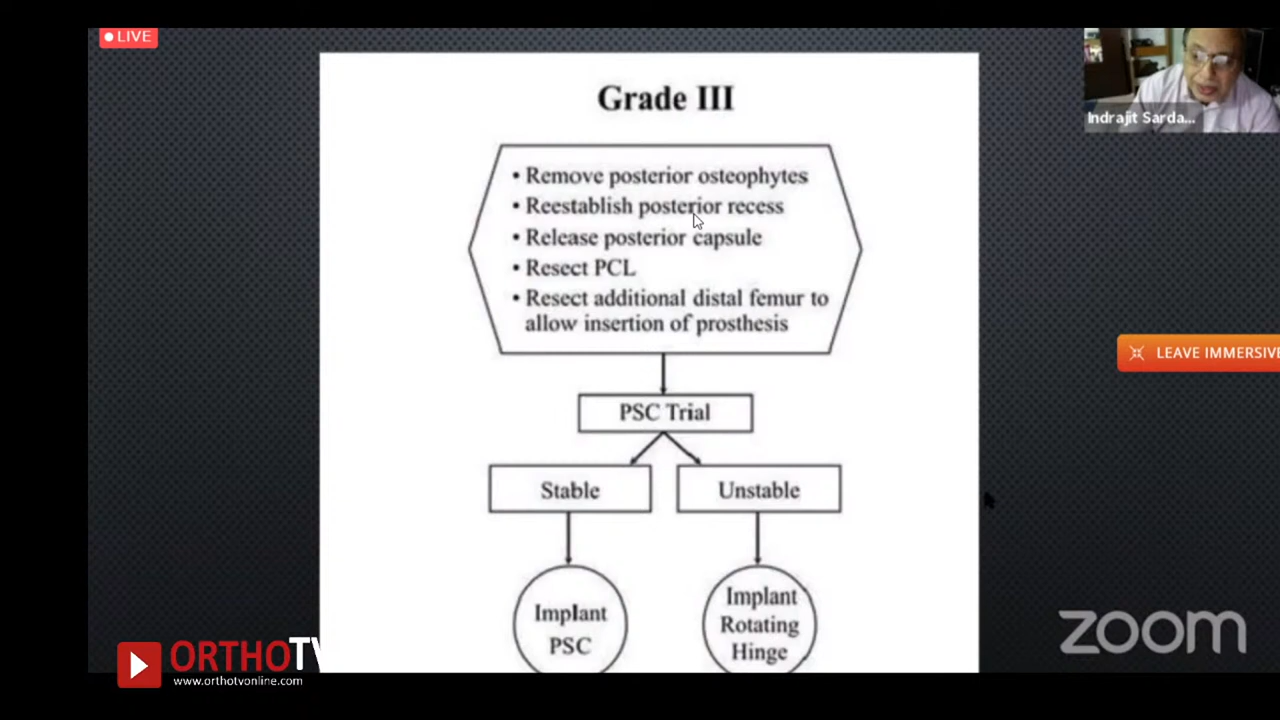 LIVE
Indrajit Sarda...
Grade III
• Remove posterior osteophytes
• Reestablish posterior recess
• Release posterior capsule
• Resect PCL
• Resect additional distal femur to
allow insertion of prosthesis
LEAVE IMMERSIVE
PSC Trial
Stable
Unstable
Implant
PSC
Implant
Rotating
Hinge
zoom
ORTHOTV
www.orthotvonline.com